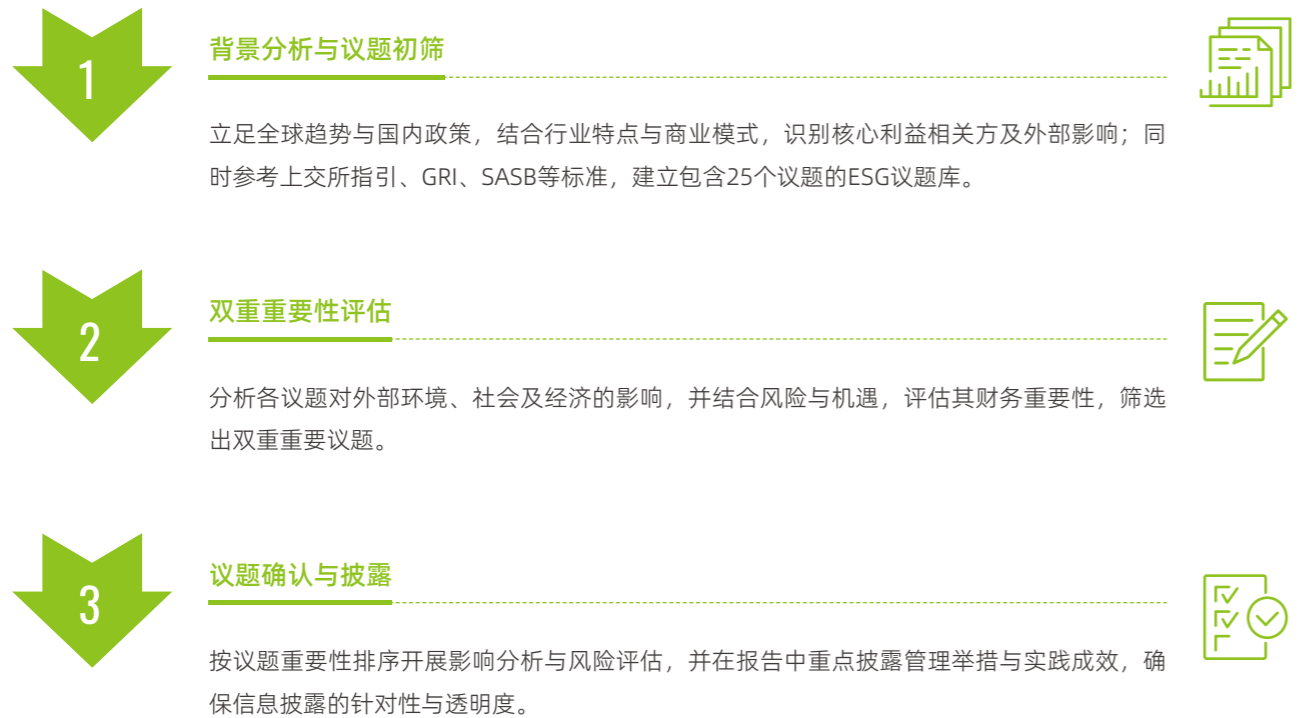 1
背景分析与议题初筛
立足全球趋势与国内政策，结合行业特点与商业模式，识别核心利益相关方及外部影响；同
时参考上交所指引、GRI、SASB等标准，建立包含25个议题的ESG议题库。
2
双重重要性评估
分析各议题对外部环境、社会及经济的影响，并结合风险与机遇，评估其财务重要性，筛选
出双重重要议题。
3
议题确认与披露
按议题重要性排序开展影响分析与风险评估，并在报告中重点披露管理举措与实践成效，确
保信息披露的针对性与透明度。